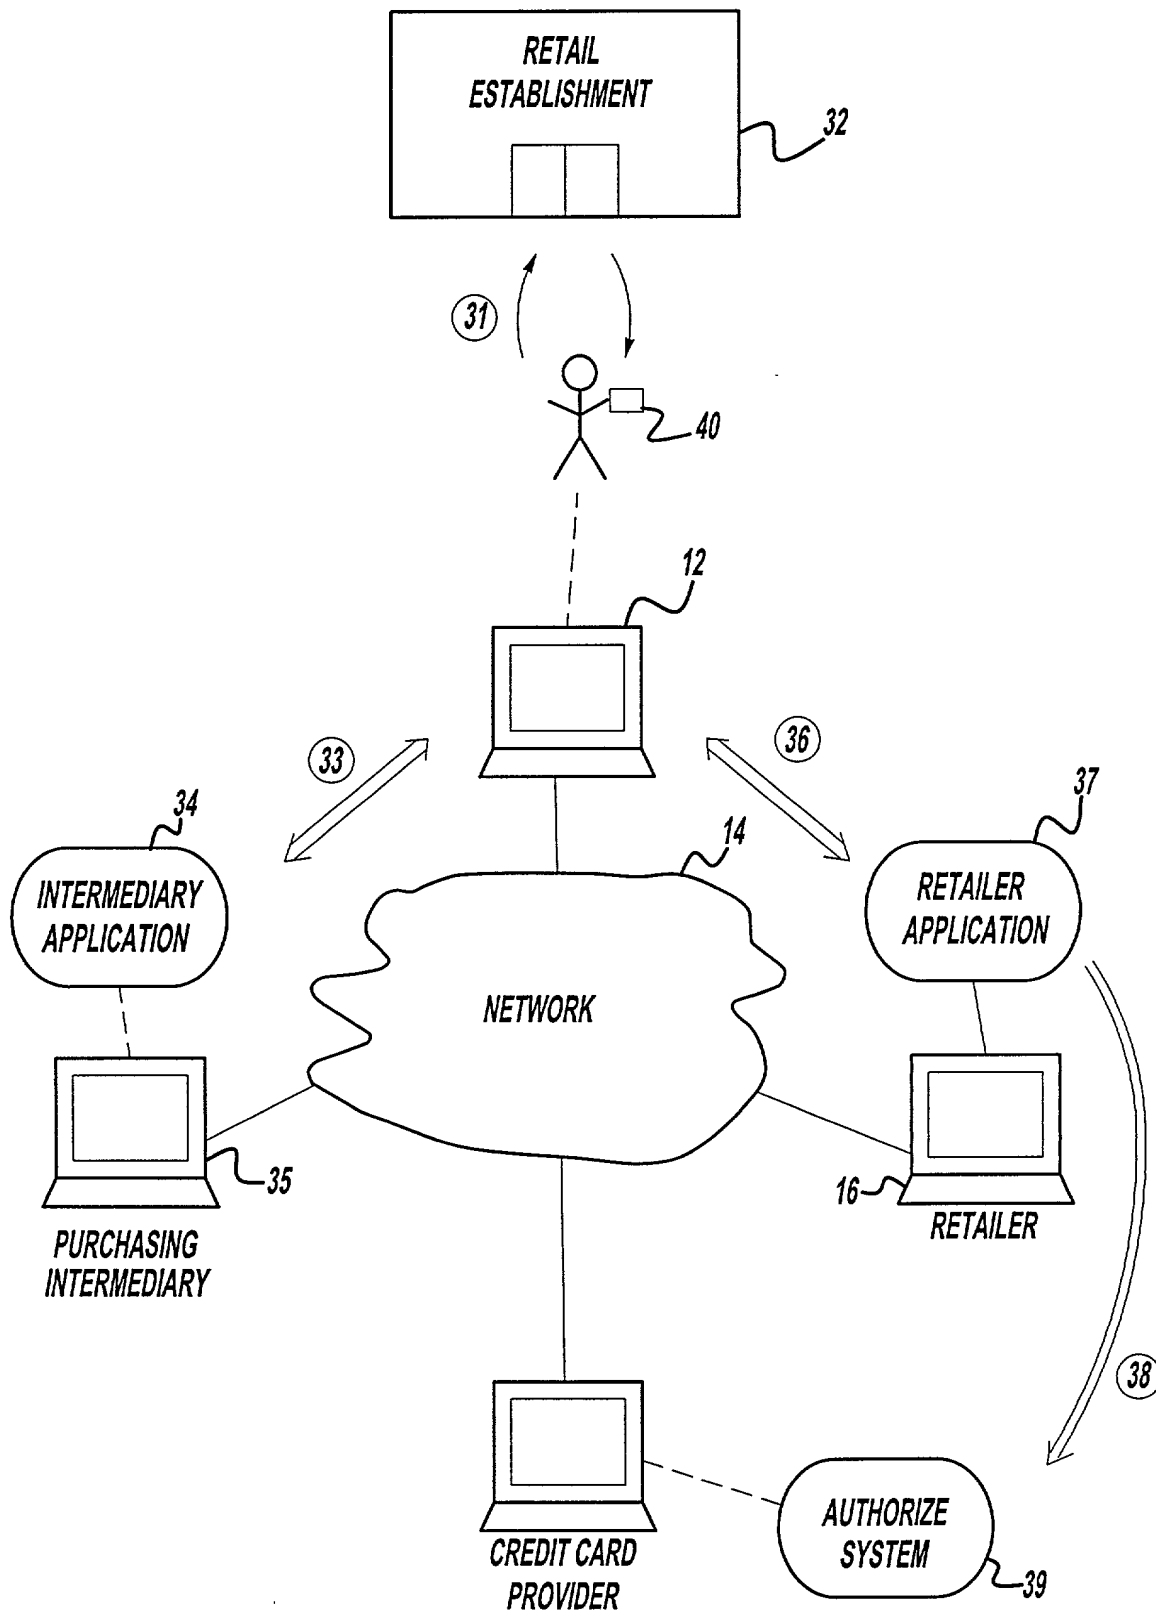 RETAIL
ESTABLISHMENT
32
31
40
12
33
36
34
37
14
INTERMEDIARY
APPLICATION
RETAILER
APPLICATION
NETWORK
35
16
RETAILER
PURCHASING
INTERMEDIARY
38
AUTHORIZE
SYSTEM
CREDIT CARD
PROVIDER
39